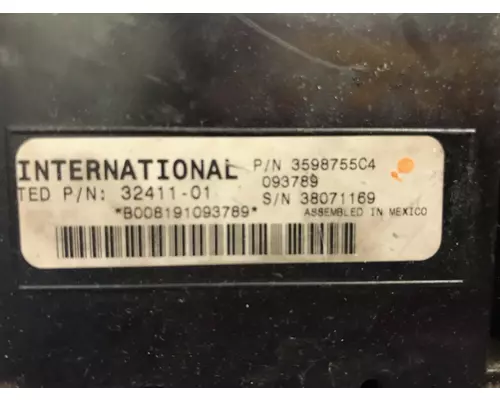 INTERNATIONAL P/N 3598755C4
093789
TED P/N: 32411-01 S/N 38071169
*B008191093789* ASSEMBLED IN MEXICO